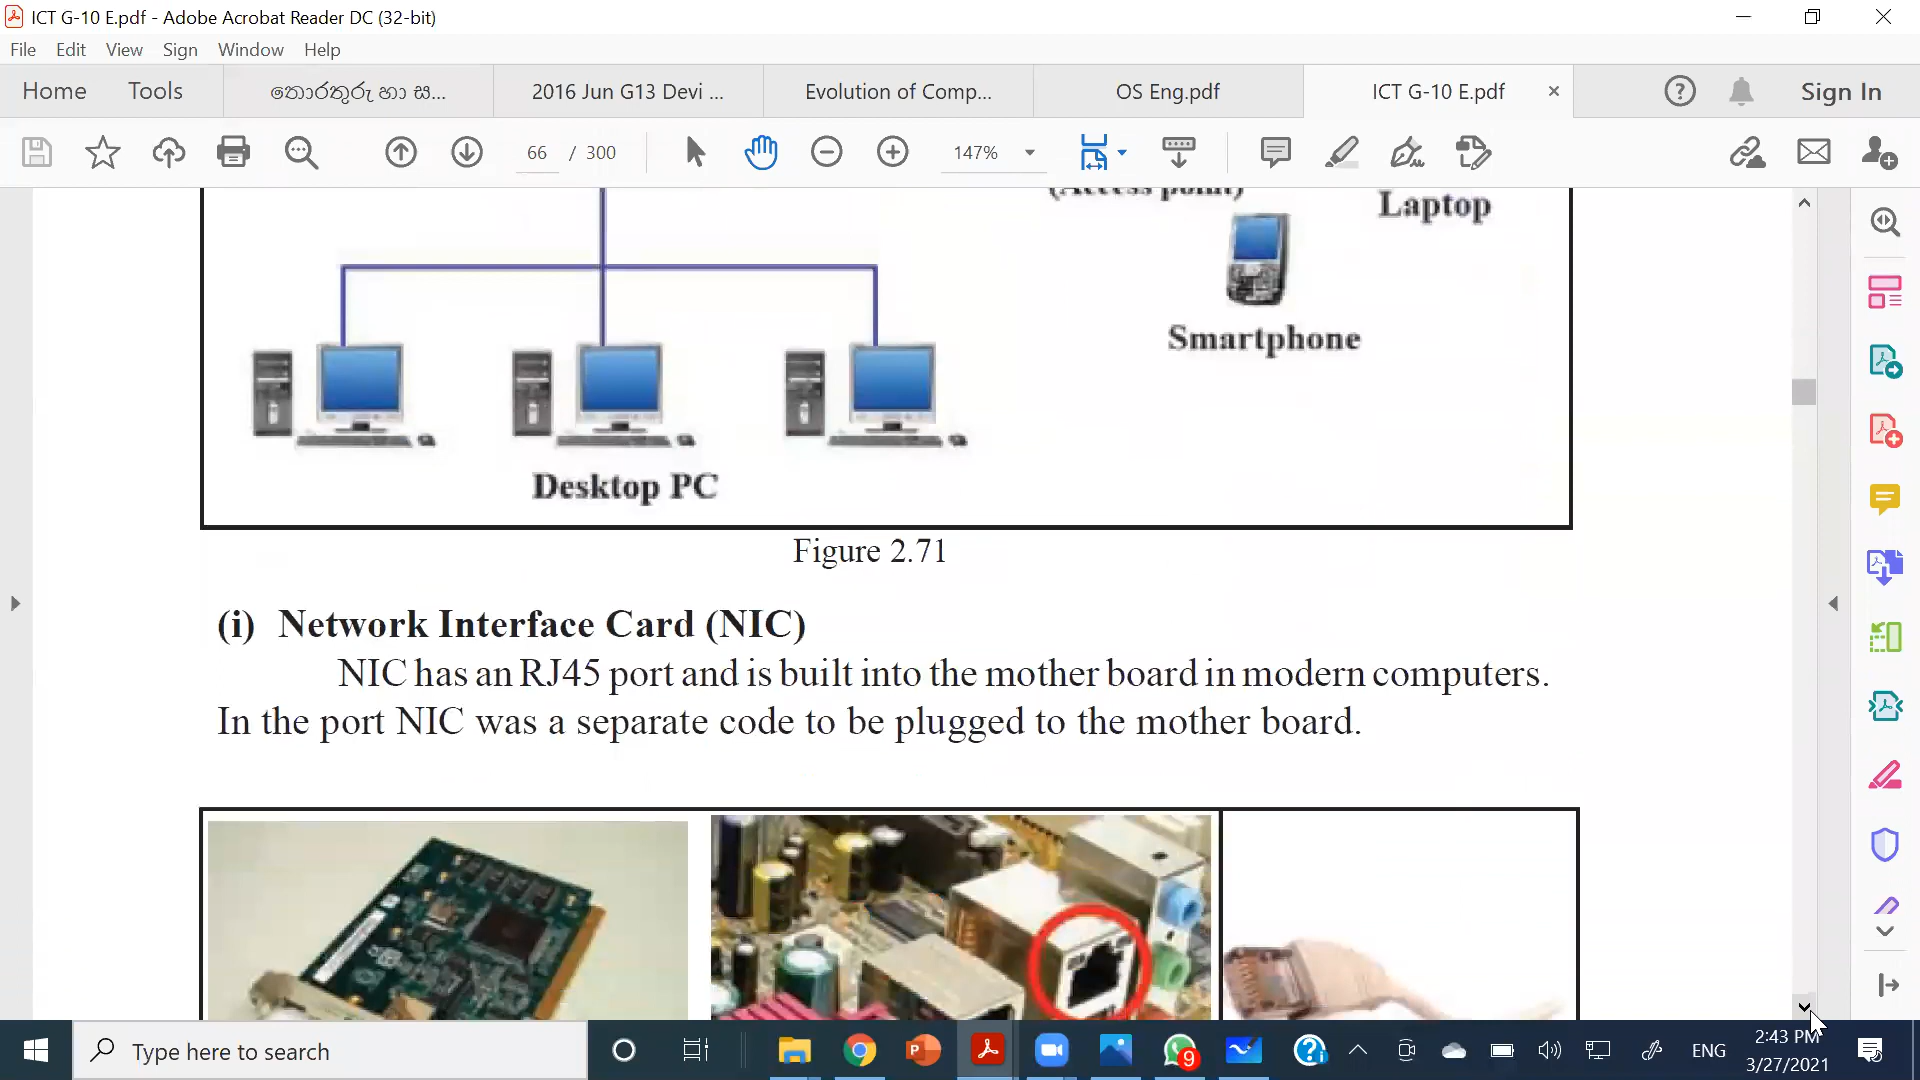 ICT G-10 E.pdf - Adobe Acrobat Reader DC (32-bit)
File Edit View Sign Window Help
Home Tools තොරතුරු හා ස... 2016 Jun G13 Devi ... Evolution of Comp... OS Eng.pdf ICT G-10 E.pdf × Sign In
66 / 300 147%
(Access point)
Laptop
Smartphone
Desktop PC
Figure 2.71
(i) Network Interface Card (NIC)
NIC has an RJ45 port and is built into the mother board in modern computers.
In the port NIC was a separate code to be plugged to the mother board.
Type here to search
9
ENG
2:43 PM
3/27/2021